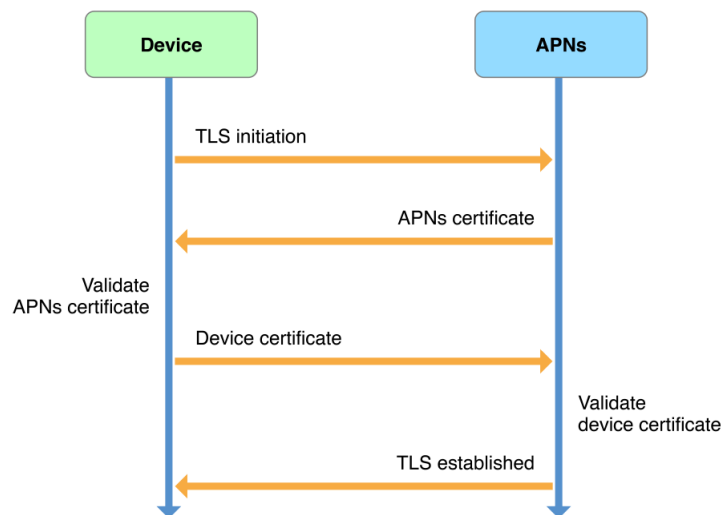 Device
APNs
TLS initiation
APNs certificate
Validate
APNs certificate
Device certificate
Validate
device certificate
TLS established